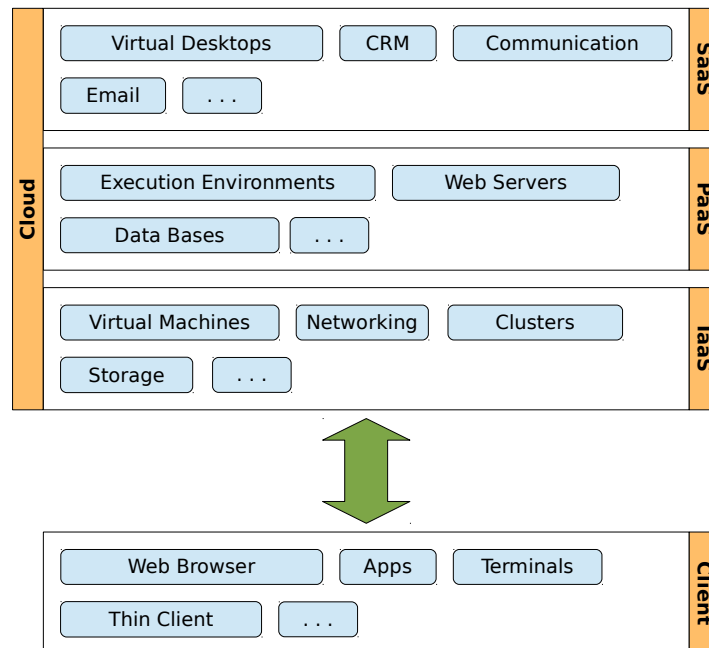 Cloud
Virtual Desktops CRM Communication
Email . . .
SaaS
Execution Environments Web Servers
Data Bases . . .
PaaS
Virtual Machines Networking Clusters
Storage . . .
IaaS
Web Browser Apps Terminals
Thin Client . . .
Client